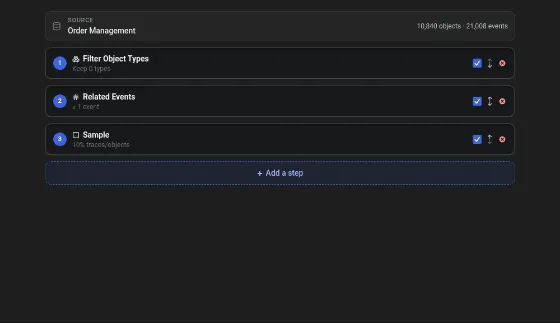 SOURCE
Order Management
10,840 objects · 21,008 events
1
Filter Object Types
Keep 0 types
2
Related Events
≤ 1 event
3
Sample
10% traces/objects
+ Add a step